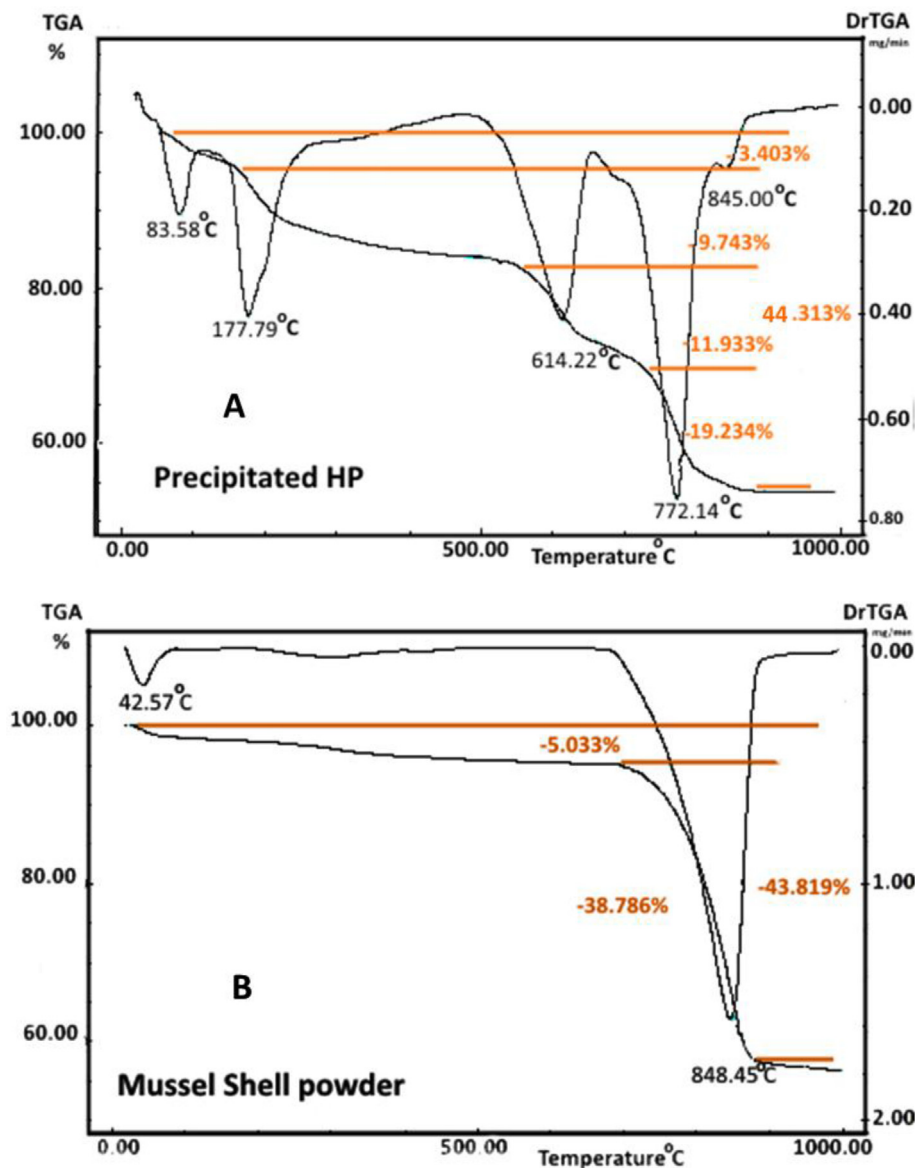 TGA
%
DrTGA
mg/min
100.00
80.00
60.00
0.00
0.20
0.40
0.60
0.80
-3.403%
845.00°C
83.58°C
-9.743%
177.79°C
44.313%
614.22°C
-11.933%
A
-19.234%
Precipitated HP
772.14°C
0.00
500.00
1000.00
Temperature°C
TGA
%
DrTGA
mg/min
100.00
80.00
60.00
0.00
1.00
2.00
42.57°C
-5.033%
-43.819%
-38.786%
B
Mussel Shell powder
848.45°C
0.00
500.00
1000.00
Temperature°C